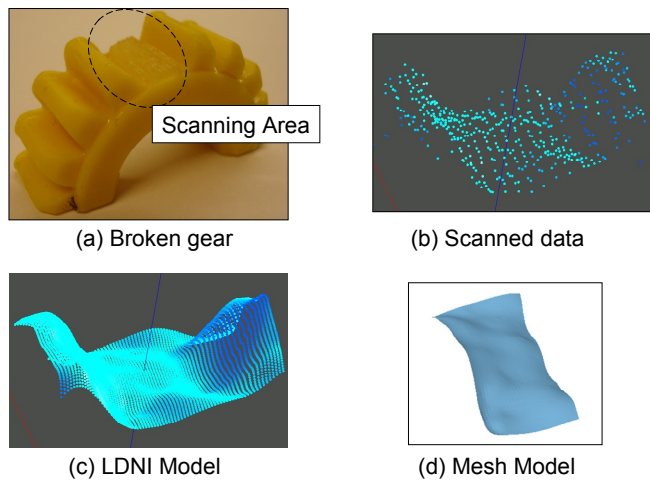 Scanning Area
(a) Broken gear
(b) Scanned data
(c) LDNI Model
(d) Mesh Model